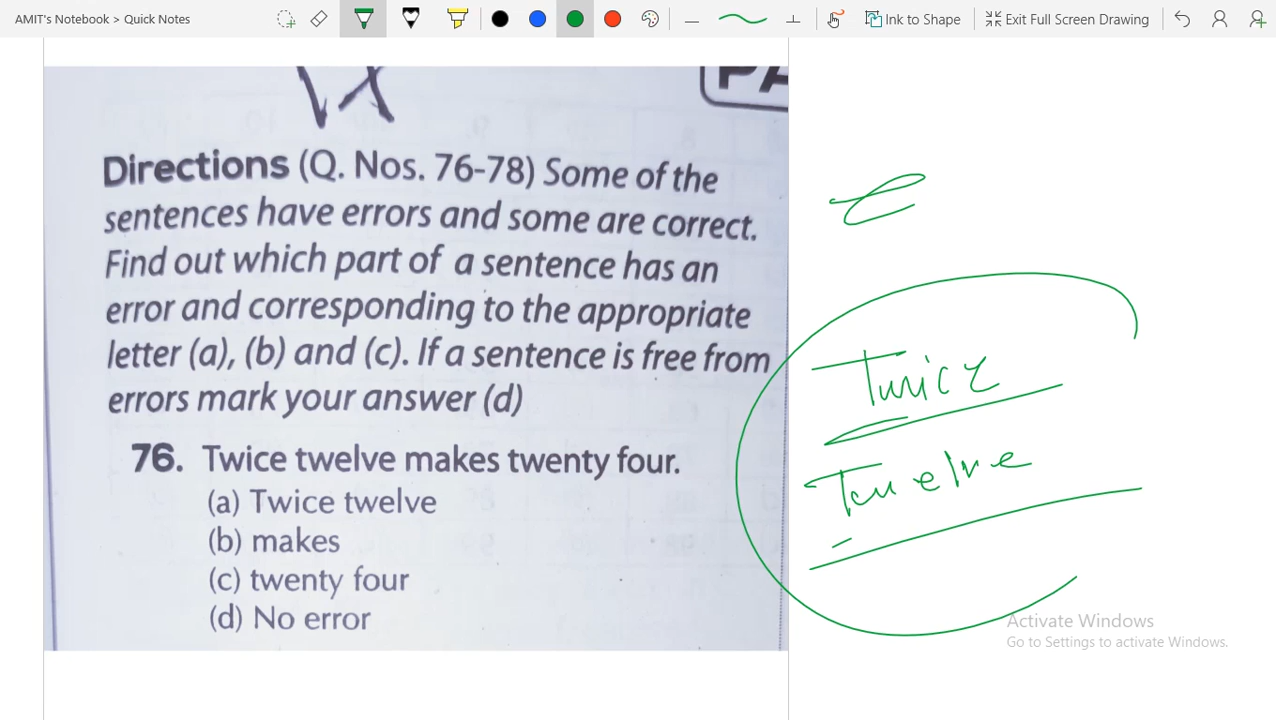 AMIT's Notebook > Quick Notes
Ink to Shape
Exit Full Screen Drawing
PA
Directions (Q. Nos. 76-78) Some of the
sentences have errors and some are correct.
Find out which part of a sentence has an
error and corresponding to the appropriate
letter (a), (b) and (c). If a sentence is free from
errors mark your answer (d)
76. Twice twelve makes twenty four.
(a) Twice twelve
(b) makes
(c) twenty four
(d) No error
Twice
Twelve
Activate Windows
Go to Settings to activate Windows.